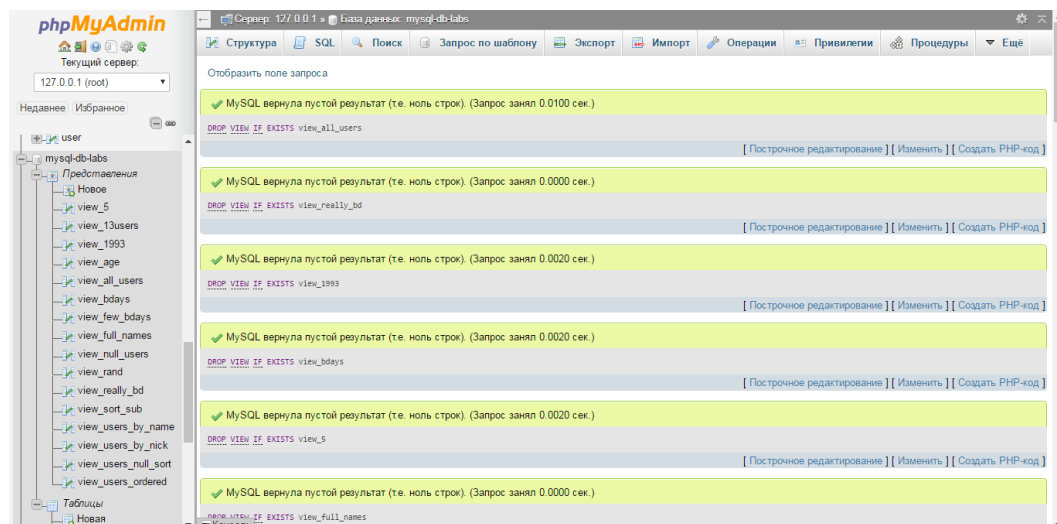 phpMyAdmin
Текущий сервер:
127.0.0.1 (root)
Недавнее Избранное
user
mysql-db-labs
Представления
Новое
view_5
view_13users
view_1993
view_age
view_all_users
view_bdays
view_few_bdays
view_full_names
view_null_users
view_rand
view_really_bd
view_sort_sub
view_users_by_name
view_users_by_nick
view_users_null_sort
view_users_ordered
Таблицы
Новая
Сервер: 127.0.0.1 » База данных: mysql-db-labs
Структура SQL Поиск Запрос по шаблону Экспорт Импорт Операции Привилегии Процедуры Ещё
Отобразить поле запроса
MySQL вернула пустой результат (т.е. ноль строк). (Запрос занял 0.0100 сек.)
DROP VIEW IF EXISTS view_all_users
[ Построчное редактирование ] [ Изменить ] [ Создать PHP-код ]
MySQL вернула пустой результат (т.е. ноль строк). (Запрос занял 0.0000 сек.)
DROP VIEW IF EXISTS view_really_bd
[ Построчное редактирование ] [ Изменить ] [ Создать PHP-код ]
MySQL вернула пустой результат (т.е. ноль строк). (Запрос занял 0.0020 сек.)
DROP VIEW IF EXISTS view_1993
[ Построчное редактирование ] [ Изменить ] [ Создать PHP-код ]
MySQL вернула пустой результат (т.е. ноль строк). (Запрос занял 0.0020 сек.)
DROP VIEW IF EXISTS view_bdays
[ Построчное редактирование ] [ Изменить ] [ Создать PHP-код ]
MySQL вернула пустой результат (т.е. ноль строк). (Запрос занял 0.0020 сек.)
DROP VIEW IF EXISTS view_5
[ Построчное редактирование ] [ Изменить ] [ Создать PHP-код ]
MySQL вернула пустой результат (т.е. ноль строк). (Запрос занял 0.0000 сек.)
DROP VIEW IF EXISTS view_full_names